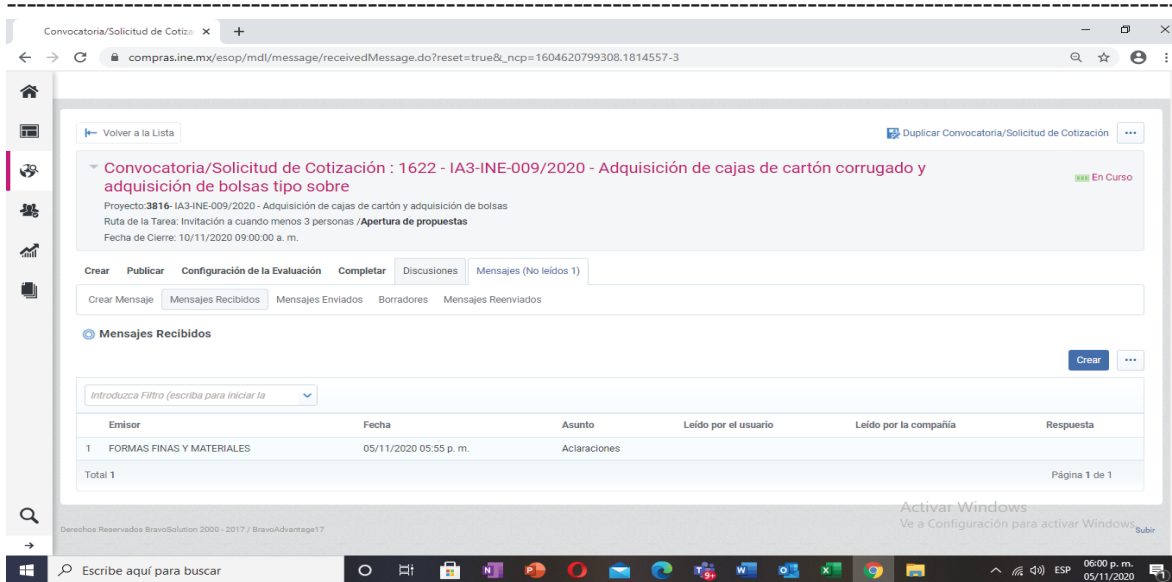 Convocatoria/Solicitud de Cotiza
compras.ine.mx/esop/mdl/message/receivedMessage.do?reset=true&_ncp=1604620799308.1814557-3
Volver a la Lista
Duplicar Convocatoria/Solicitud de Cotización
Convocatoria/Solicitud de Cotización : 1622 - IA3-INE-009/2020 - Adquisición de cajas de cartón corrugado y
adquisición de bolsas tipo sobre
En Curso
Proyecto:3816- IA3-INE-009/2020 - Adquisición de cajas de cartón y adquisición de bolsas
Ruta de la Tarea: Invitación a cuando menos 3 personas /Apertura de propuestas
Fecha de Cierre: 10/11/2020 09:00:00 a. m.
Crear Publicar Configuración de la Evaluación Completar Discusiones Mensajes (No leídos 1)
Crear Mensaje Mensajes Recibidos Mensajes Enviados Borradores Mensajes Reenviados
Mensajes Recibidos
Crear
Introduzca Filtro (escriba para iniciar la
Emisor Fecha Asunto Leído por el usuario Leído por la compañía Respuesta
1 FORMAS FINAS Y MATERIALES 05/11/2020 05:55 p. m. Aclaraciones
Total 1 Página 1 de 1
Activar Windows
Ve a Configuración para activar Windows.
Subir
Derechos Reservados BravoSolution 2000 - 2017 / BravoAdvantage17
Escribe aquí para buscar
ESP
06:00 p. m.
05/11/2020